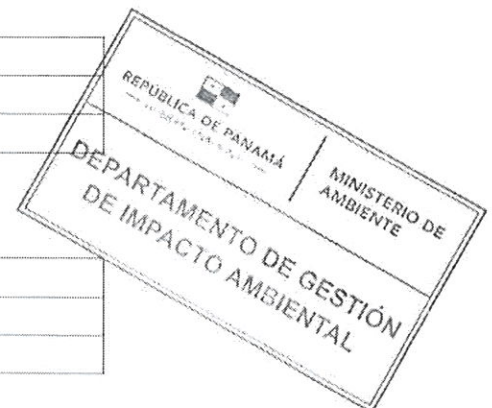 REPÚBLICA DE PANAMÁ
MINISTERIO DE
AMBIENTE
DEPARTAMENTO DE GESTIÓN
DE IMPACTO AMBIENTAL